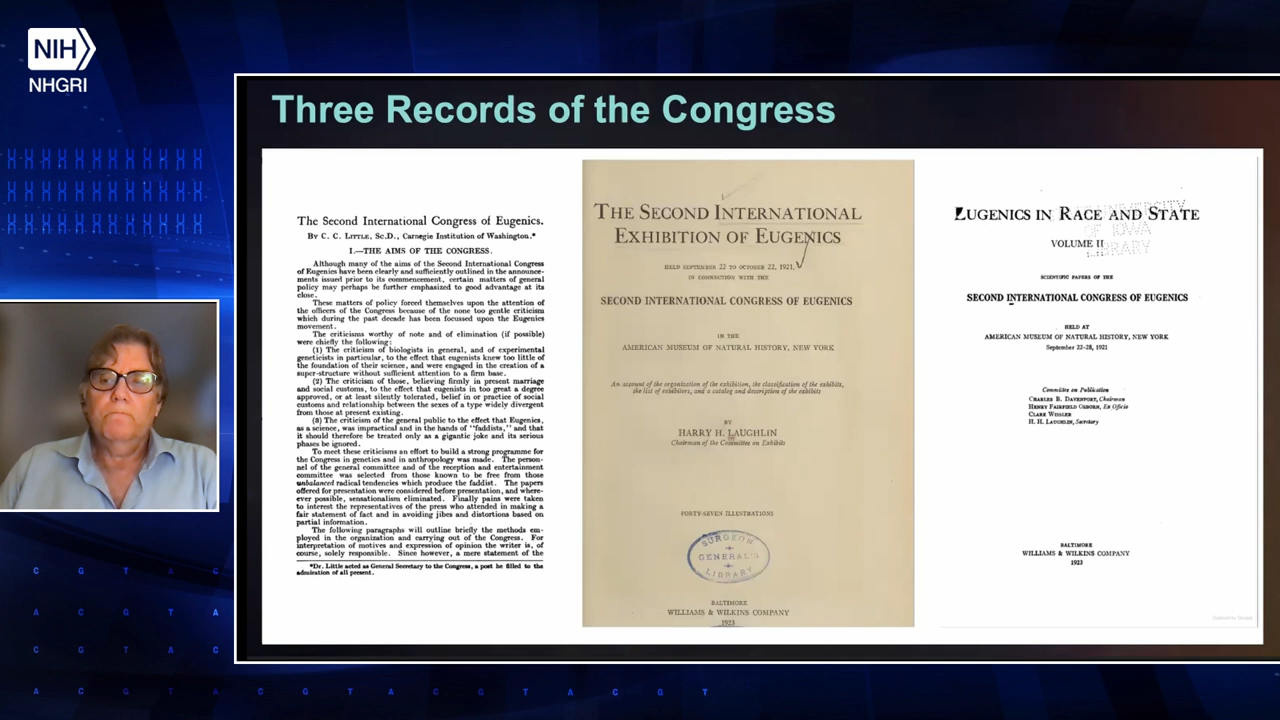 NIH
NHGRI
Three Records of the Congress
The Second International Congress of Eugenics.
By C. C. Little, Sc.D., Carnegie Institution of Washington.*
I.—THE AIMS OF THE CONGRESS.
Although many of the aims of the Second International Congress
of Eugenics have been clearly and sufficiently outlined in the announce-
ments issued prior to its commencement, certain matters of general
policy may perhaps be further emphasized to good advantage at its
close.
These matters of policy forced themselves upon the attention of
the officers of the Congress because of the none too gentle criticism
which during the past decade has been focussed upon the Eugenics
movement.
The criticisms worthy of note and of elimination (if possible)
were chiefly the following:
(1) The criticism of biologists in general, and of experimental
geneticists in particular, to the effect that eugenists knew too little of
the foundation of their science, and were engaged in the creation of a
super-structure without sufficient attention to a firm base.
(2) The criticism of those, believing firmly in present marriage
and social customs, to the effect that eugenists in too great a degree
approved, or at least silently tolerated, belief in or practice of social
customs and relationship between the sexes of a type widely divergent
from those at present existing.
(3) The criticism of the general public to the effect that Eugenics,
as a science, was impractical and in the hands of "faddists," and that
it should therefore be treated only as a gigantic joke and its serious
phases be ignored.
To meet these criticisms an effort to build a strong programme for
the Congress in genetics and in anthropology was made. The person-
nel of the general committee and of the reception and entertainment
committee was selected from those known to be free from those
unbalanced radical tendencies which produce the faddist. The papers
offered for presentation were considered before presentation, and where-
ever possible, sensationalism eliminated. Finally pains were taken
to interest the representatives of the press who attended in making a
fair statement of fact and in avoiding jibes and distortions based on
partial information.
The following paragraphs will outline briefly the methods em-
ployed in the organization and carrying out of the Congress. For
interpretation of motives and expression of opinion the writer is, of
course, solely responsible. Since however, a mere statement of the
*Dr. Little acted as General Secretary to the Congress, a post he filled to the
admiration of all present.
The Second International
Exhibition of Eugenics
HELD SEPTEMBER 22 TO OCTOBER 22, 1921,
IN CONNECTION WITH THE
SECOND INTERNATIONAL CONGRESS OF EUGENICS
IN THE
AMERICAN MUSEUM OF NATURAL HISTORY, NEW YORK
An account of the organization of the exhibition, the classification of the exhibits,
the list of exhibitors, and a catalog and description of the exhibits
BY
HARRY H. LAUGHLIN
Chairman of the Committee on Exhibits
FORTY-SEVEN ILLUSTRATIONS
SURGEON
GENERAL'S
LIBRARY
BALTIMORE
WILLIAMS & WILKINS COMPANY
1923
Eugenics in Race and State
VOLUME II
UNIVERSITY
OF IOWA
LIBRARY
SCIENTIFIC PAPERS OF THE
SECOND INTERNATIONAL CONGRESS OF EUGENICS
HELD AT
AMERICAN MUSEUM OF NATURAL HISTORY, NEW YORK
September 22-28, 1921
Committee on Publication
Charles B. Davenport, Chairman
Henry Fairfield Osborn, Ex Officio
Clark Wissler
H. H. Laughlin, Secretary
BALTIMORE
WILLIAMS & WILKINS COMPANY
1923
C G T A C
A C G T A
C G T A C
A C G T A C G T A C G T A C G T